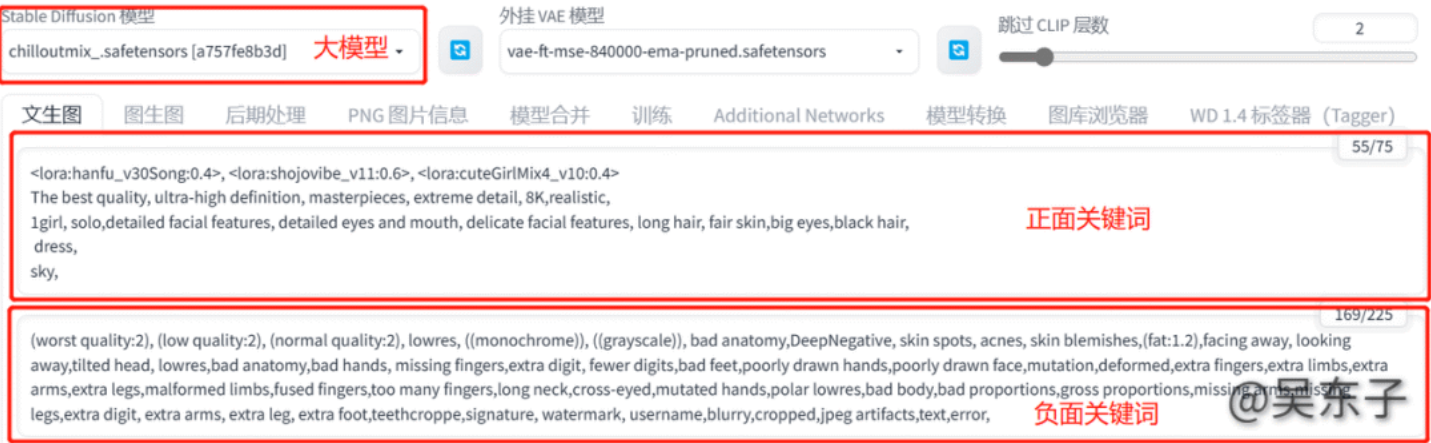 Stable Diffusion 模型
外挂 VAE 模型
跳过 CLIP 层数
2
chilloutmix_.safetensors [a757fe8b3d]
大模型
vae-ft-mse-840000-ema-pruned.safetensors
文生图 图生图 后期处理 PNG 图片信息 模型合并 训练 Additional Networks 模型转换 图库浏览器 WD 1.4 标签器 (Tagger)
55/75
<lora:hanfu_v30Song:0.4>, <lora:shojovibe_v11:0.6>, <lora:cuteGirlMix4_v10:0.4>
The best quality, ultra-high definition, masterpieces, extreme detail, 8K,realistic,
1girl, solo,detailed facial features, detailed eyes and mouth, delicate facial features, long hair, fair skin,big eyes,black hair,
正面关键词
dress,
sky,
169/225
(worst quality:2), (low quality:2), (normal quality:2), lowres, ((monochrome)), ((grayscale)), bad anatomy,DeepNegative, skin spots, acnes, skin blemishes,(fat:1.2),facing away, looking
away,tilted head, lowres,bad anatomy,bad hands, missing fingers,extra digit, fewer digits,bad feet,poorly drawn hands,poorly drawn face,mutation,deformed,extra fingers,extra limbs,extra
arms,extra legs,malformed limbs,fused fingers,too many fingers,long neck,cross-eyed,mutated hands,polar lowres,bad body,bad proportions,gross proportions,missing arms,missing
legs,extra digit, extra arms, extra leg, extra foot,teethcroppe,signature, watermark, username,blurry,cropped,jpeg artifacts,text,error,
负面关键词
@吴东子